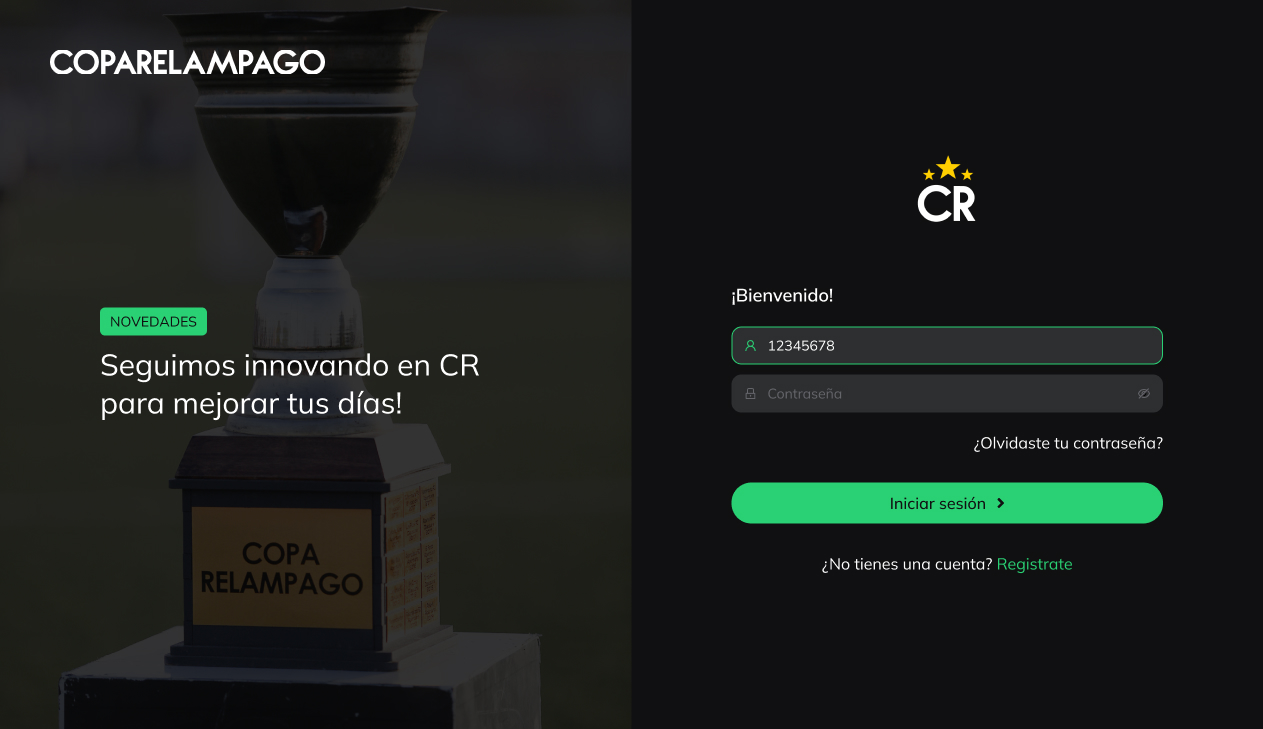 COPARELAMPAGO
NOVEDADES
Seguimos innovando en CR
para mejorar tus días!
COPA
RELAMPAGO
CR
¡Bienvenido!
12345678
Contraseña
¿Olvidaste tu contraseña?
Iniciar sesión
¿No tienes una cuenta? Registrate